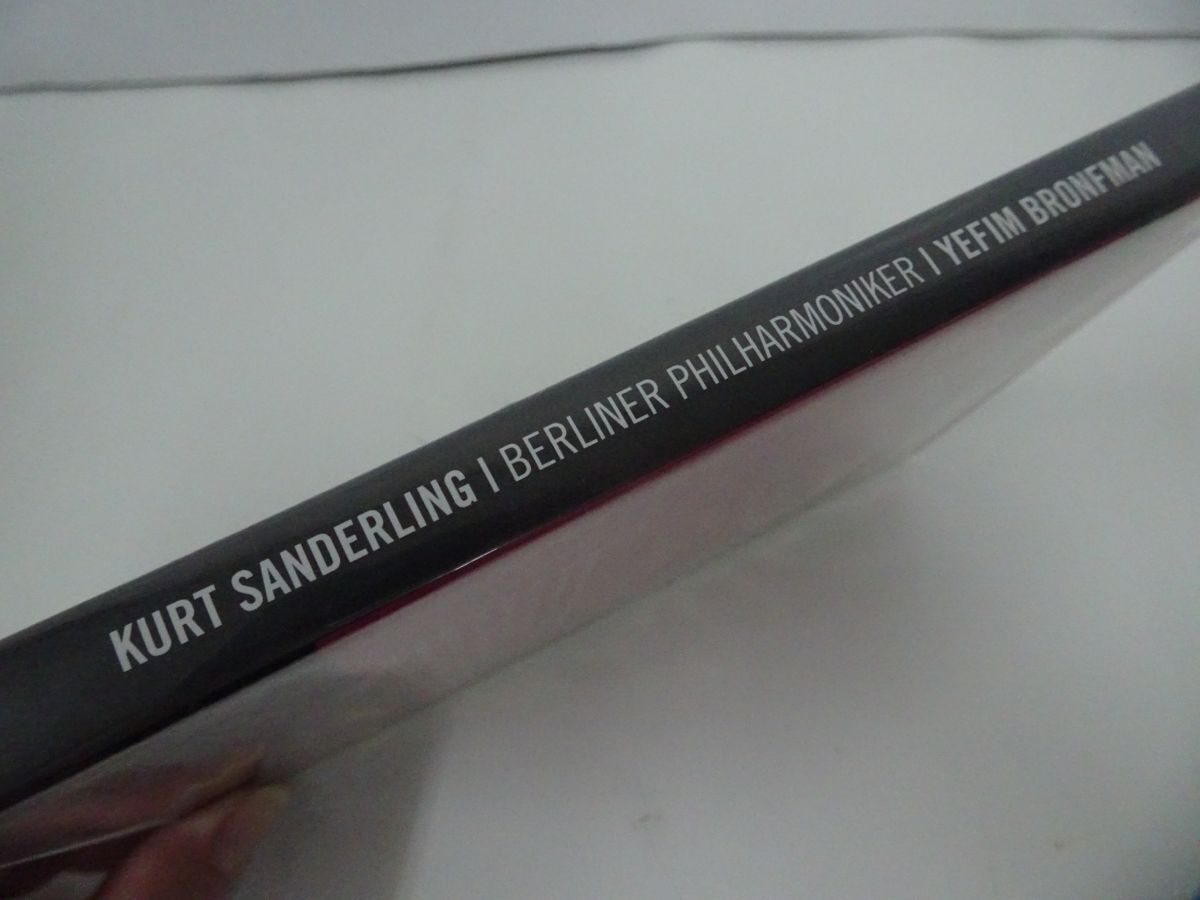 KURT SANDERLING | BERLINER PHILHARMONIKER | YEFIM BRONFMAN